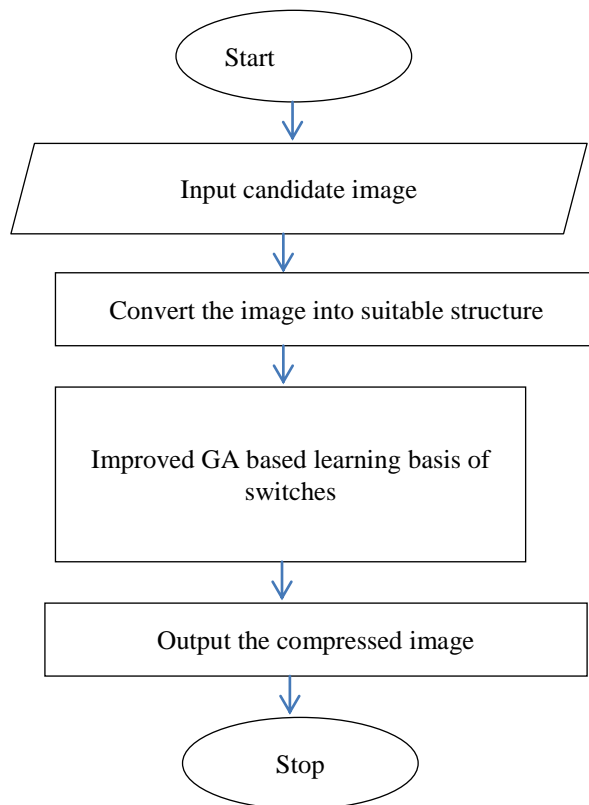 Start
Input candidate image
Convert the image into suitable structure
Improved GA based learning basis of
switches
Output the compressed image
Stop